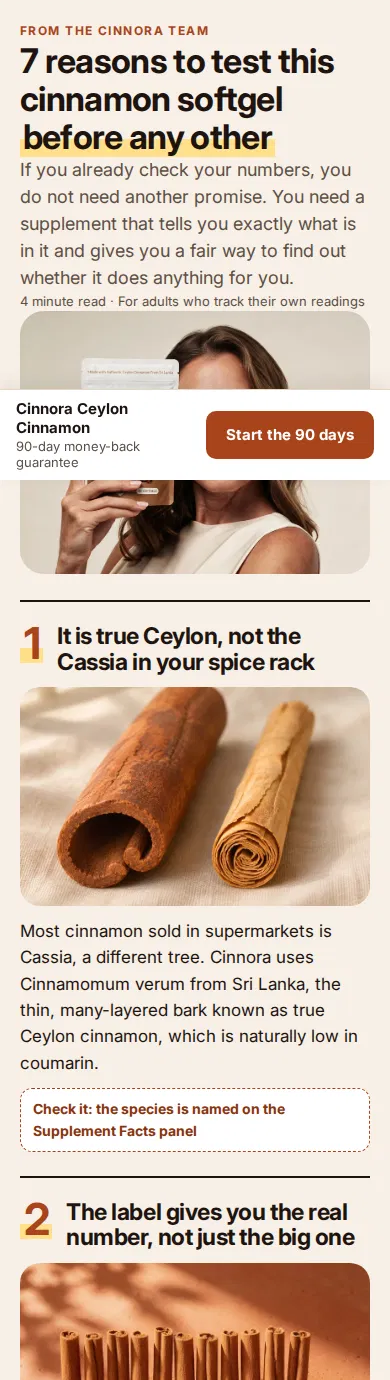 FROM THE CINNORA TEAM
7 reasons to test this
cinnamon softgel
before any other
If you already check your numbers, you
do not need another promise. You need a
supplement that tells you exactly what is
in it and gives you a fair way to find out
whether it does anything for you.
4 minute read · For adults who track their own readings
Cinnora Ceylon
Cinnamon
90-day money-back
guarantee
Start the 90 days
1 It is true Ceylon, not the
Cassia in your spice rack
Most cinnamon sold in supermarkets is
Cassia, a different tree. Cinnora uses
Cinnamomum verum from Sri Lanka, the
thin, many-layered bark known as true
Ceylon cinnamon, which is naturally low in
coumarin.
Check it: the species is named on the
Supplement Facts panel
2 The label gives you the real
number, not just the big one